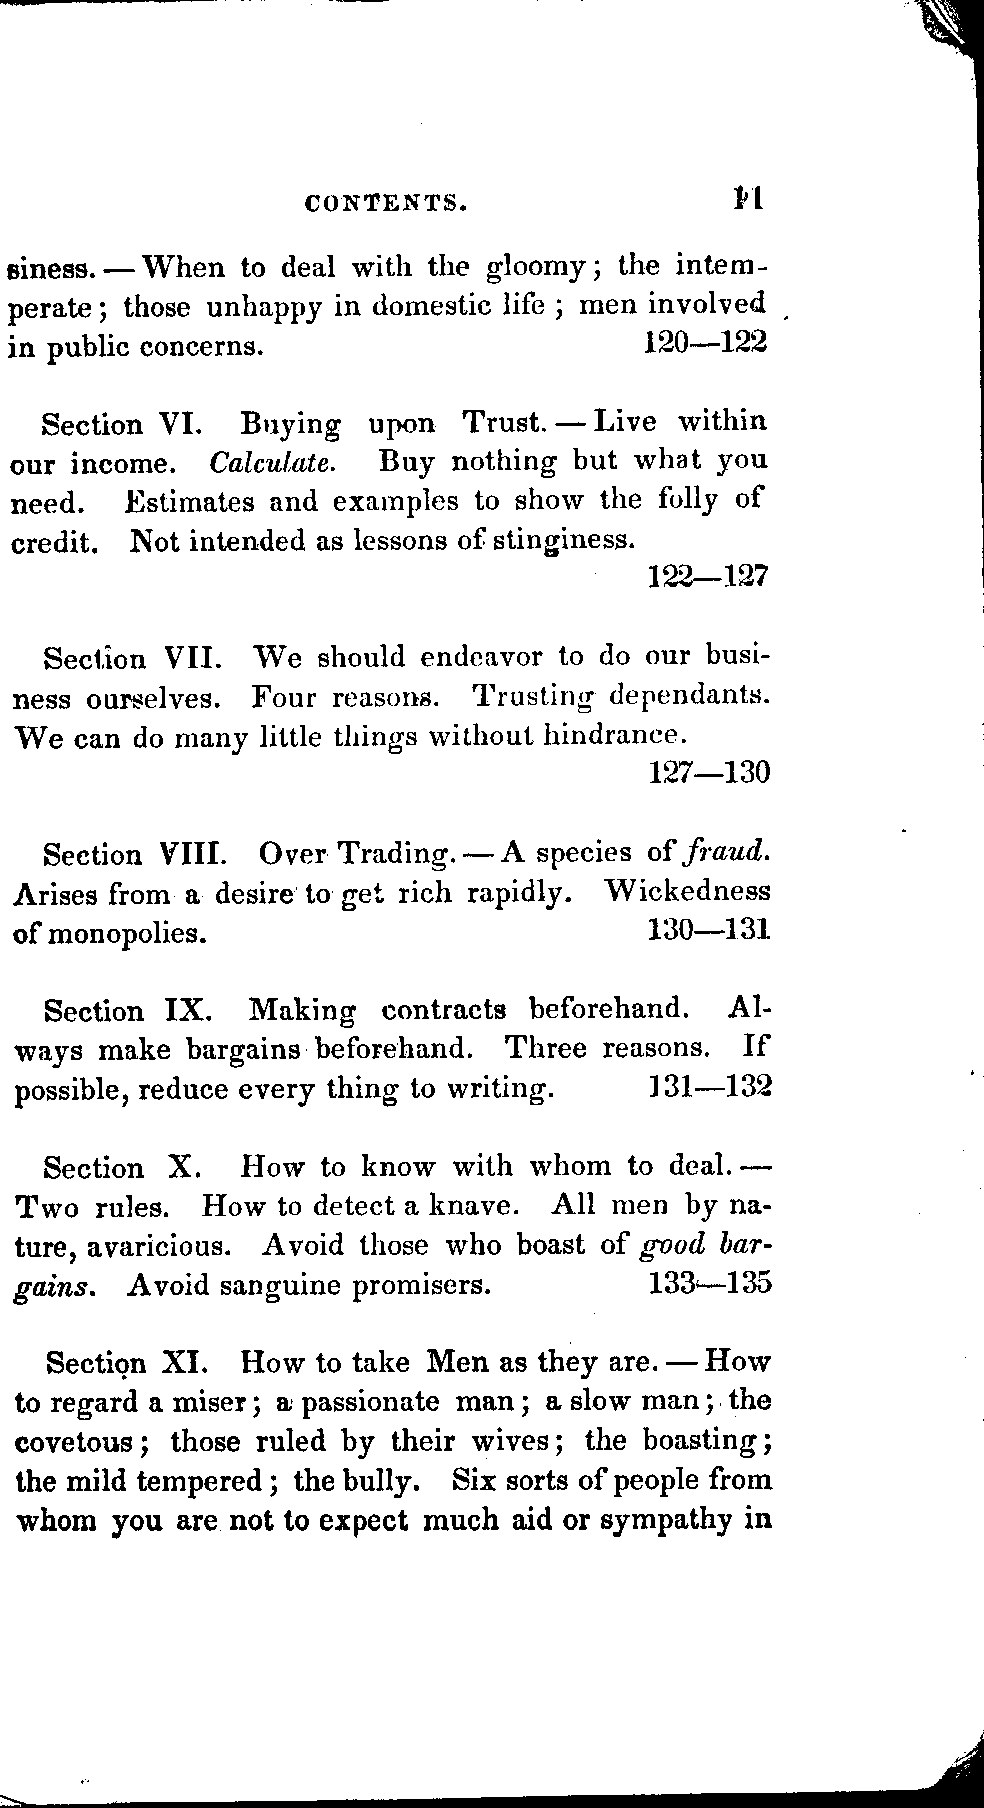 CONTENTS.
siness. — When to deal with the gloomy; the intem-
perate; those unhappy in domestic life; men involved
in public concerns. 120—122
Section VI. Buying upon Trust. — Live within
our income. Calculate. Buy nothing but what you
need. Estimates and examples to show the folly of
credit. Not intended as lessons of stinginess.
122—127
Section VII. We should endeavor to do our busi-
ness ourselves. Four reasons. Trusting dependants.
We can do many little things without hindrance.
127—130
Section VIII. Over Trading. — A species of fraud.
Arises from a desire to get rich rapidly. Wickedness
of monopolies. 130—131
Section IX. Making contracts beforehand. Al-
ways make bargains beforehand. Three reasons. If
possible, reduce every thing to writing. 131—132
Section X. How to know with whom to deal. —
Two rules. How to detect a knave. All men by na-
ture, avaricious. Avoid those who boast of good bar-
gains. Avoid sanguine promisers. 133—135
Section XI. How to take Men as they are. — How
to regard a miser; a passionate man; a slow man; the
covetous; those ruled by their wives; the boasting;
the mild tempered; the bully. Six sorts of people from
whom you are not to expect much aid or sympathy in